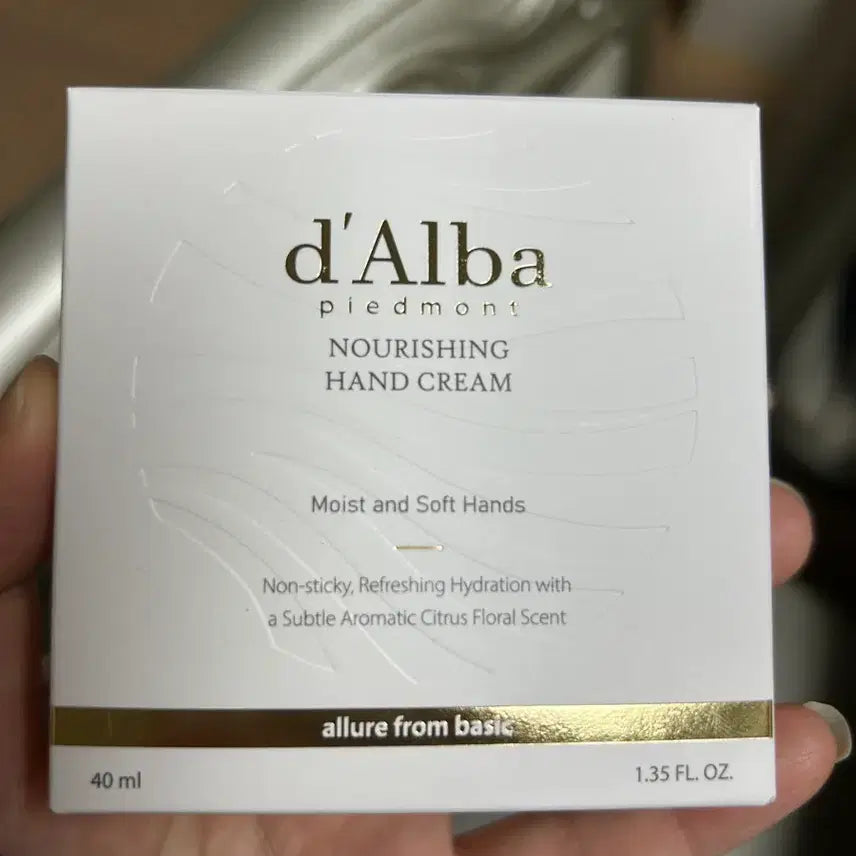 d'Alba
piedmont
NOURISHING
HAND CREAM
Moist and Soft Hands
Non-sticky, Refreshing Hydration with
a Subtle Aromatic Citrus Floral Scent
allure from basic
40 ml
1.35 FL. OZ.